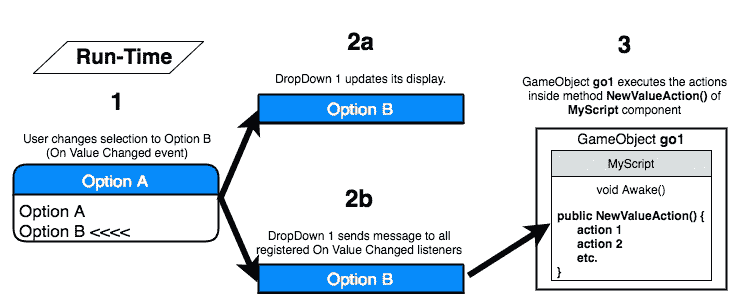 Run-Time
1
User changes selection to Option B
(On Value Changed event)
Option A
Option A
Option B <<<<
2a
DropDown 1 updates its display.
Option B
2b
DropDown 1 sends message to all
registered On Value Changed listeners
Option B
3
GameObject go1 executes the actions
inside method NewValueAction() of
MyScript component
GameObject go1
MyScript
void Awake()
public NewValueAction() {
action 1
action 2
etc.
}